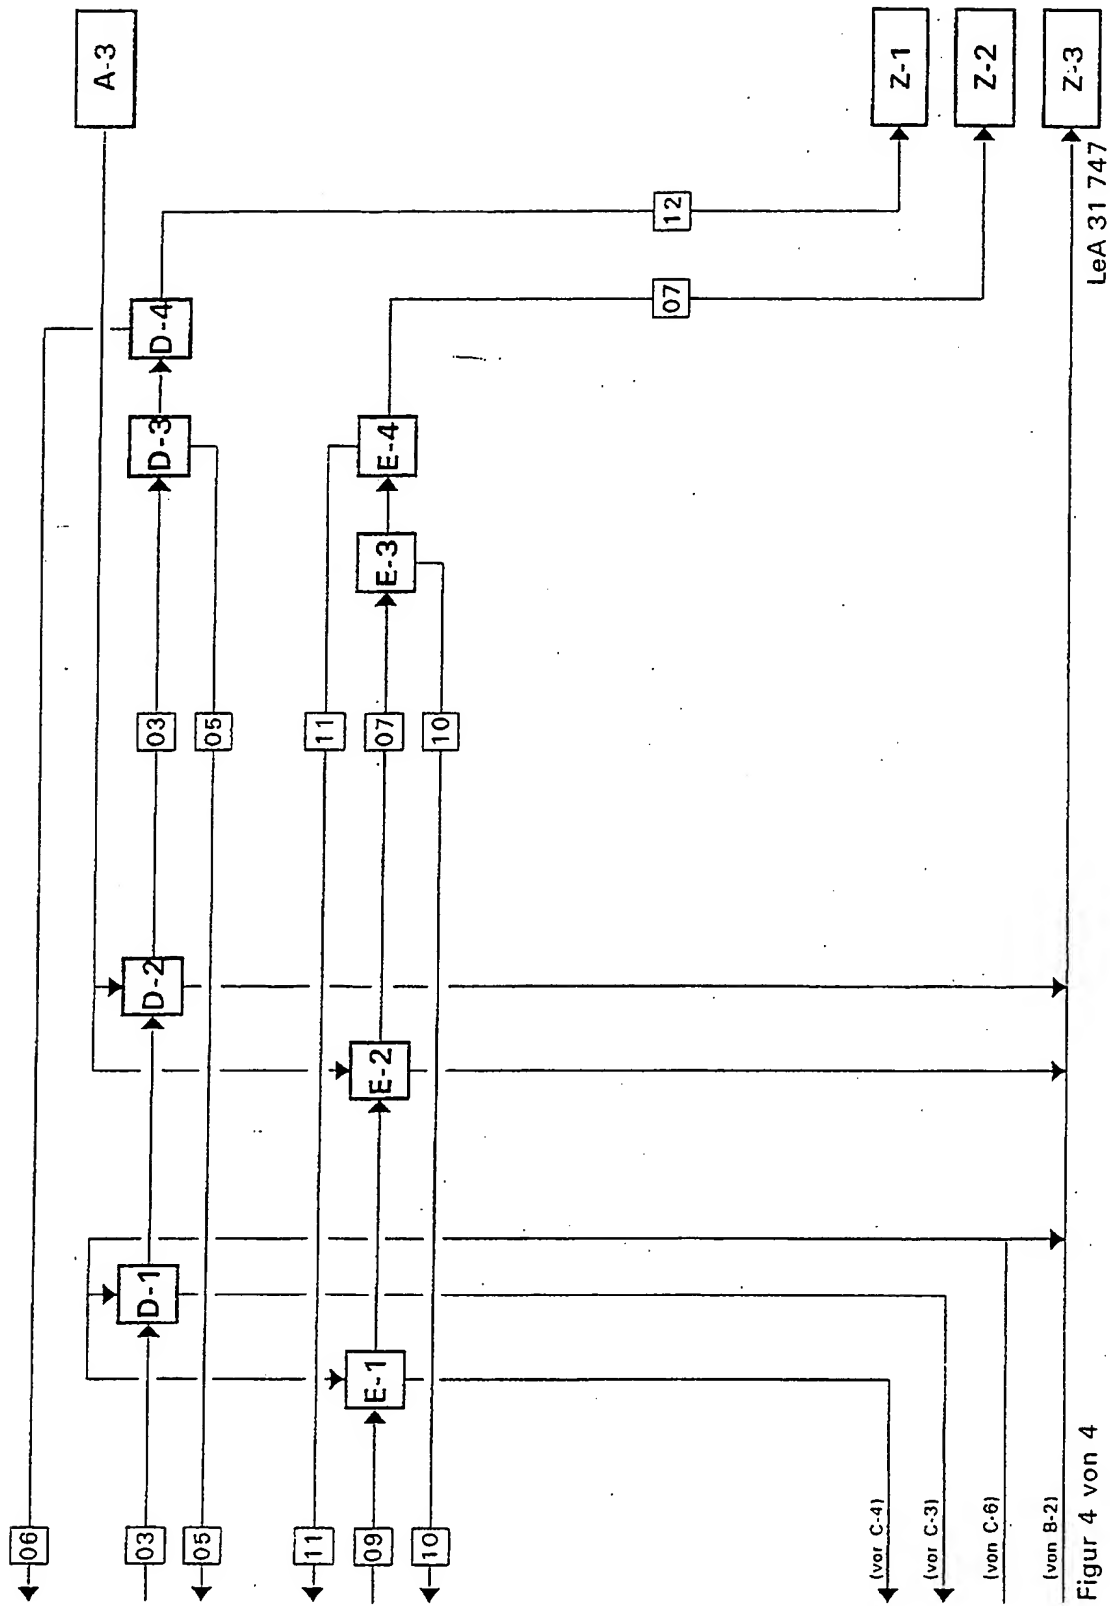 06
A-3
03 D-1 D-2 03 D-3 D-4
05 05
11 11
09 E-1 E-2 07 E-3 E-4
10 10
07 12
(vor C-4) Z-1
(vor C-3)
(von C-6) Z-2
(von B-2) Z-3
Figur 4 von 4 LeA 31 747